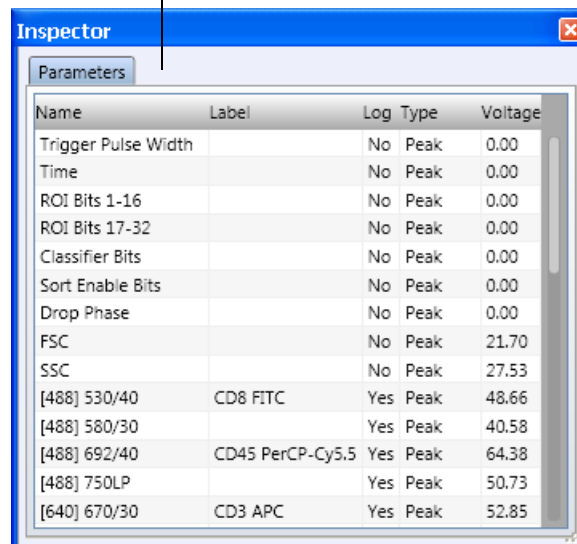 Inspector
Parameters
Name Label Log Type Voltage
Trigger Pulse Width No Peak 0.00
Time No Peak 0.00
ROI Bits 1-16 No Peak 0.00
ROI Bits 17-32 No Peak 0.00
Classifier Bits No Peak 0.00
Sort Enable Bits No Peak 0.00
Drop Phase No Peak 0.00
FSC No Peak 21.70
SSC No Peak 27.53
[488] 530/40 CD8 FITC Yes Peak 48.66
[488] 580/30 Yes Peak 40.58
[488] 692/40 CD45 PerCP-Cy5.5 Yes Peak 64.38
[488] 750LP Yes Peak 50.73
[640] 670/30 CD3 APC Yes Peak 52.85